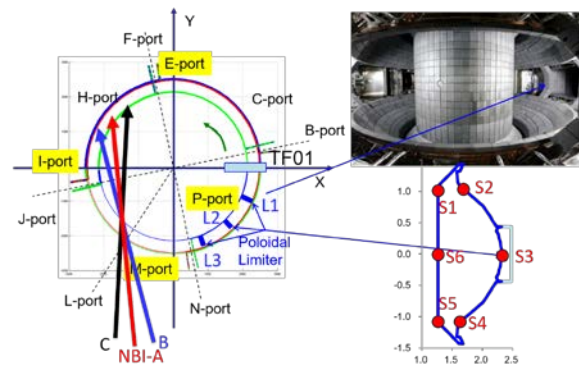 Y
F-port
E-port
H-port
C-port
B-port
TF01
I-port
X
J-port
P-port
L1
L2
L3
Poloidal
Limiter
M-port
L-port
N-port
C
NBI-A
B
1.0
0.5
0.0
-0.5
-1.0
-1.5
1.0
1.5
2.0
2.5
S1
S2
S3
S4
S5
S6